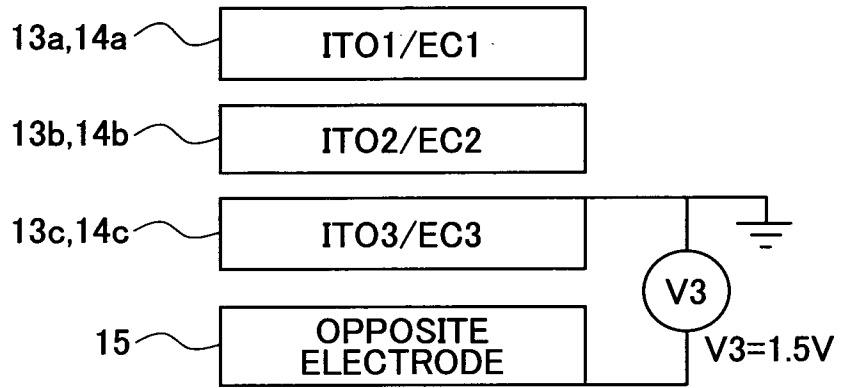 13a,14a
ITO1/EC1
13b,14b
ITO2/EC2
13c,14c
ITO3/EC3
V3
15
OPPOSITE
ELECTRODE
V3=1.5V